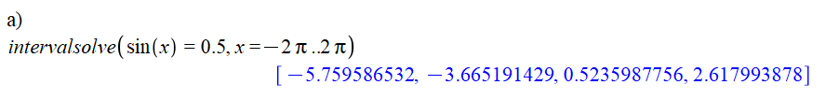 a)
intervalsolve(sin(x) = 0.5, x = −2 π ..2 π)
[−5.759586532, −3.665191429, 0.5235987756, 2.617993878]